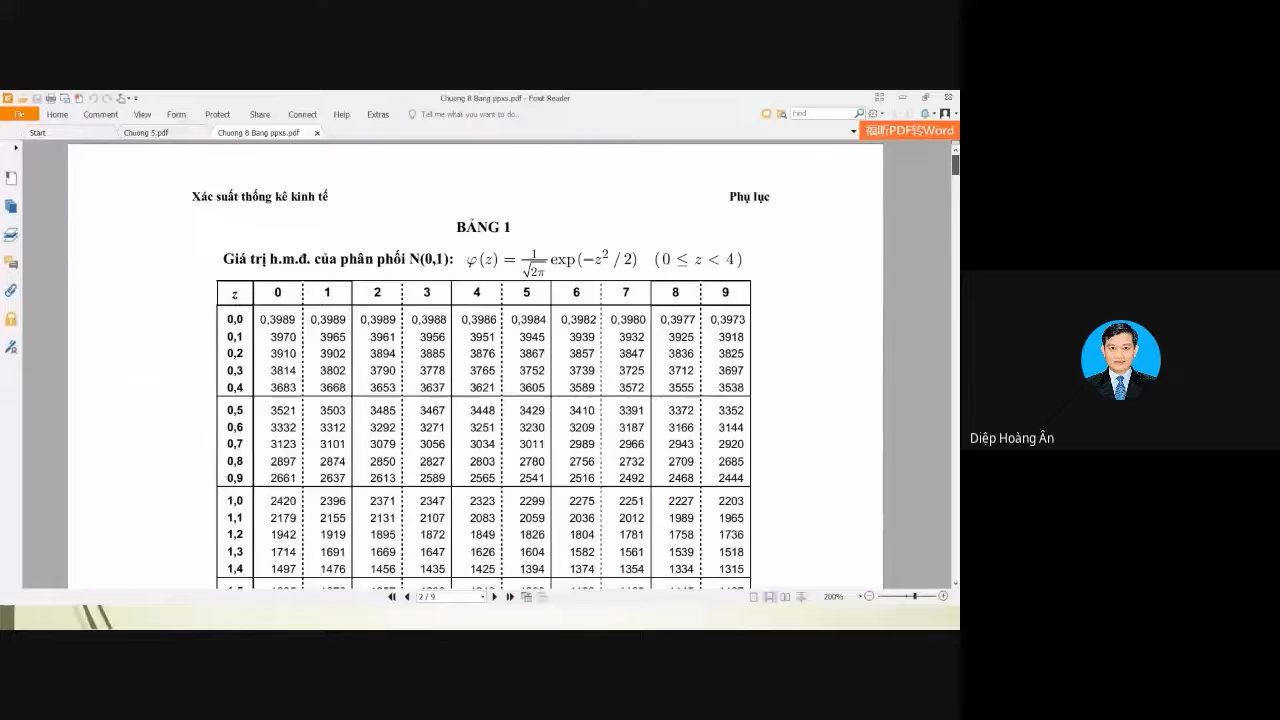 Chuong 8 Bang ppxs.pdf - Foxit Reader
File Home Comment View Form Protect Share Connect Help Extras Tell me what you want to do.. Find
Start Chuong 5.pdf Chuong 8 Bang ppxs.pdf 福昕PDF转Word
Xác suất thống kê kinh tế Phụ lục
BẢNG 1
Giá trị h.m.đ. của phân phối N(0,1): φ(z) = 1/√2π exp(−z² / 2) (0 ≤ z < 4)
z 0 1 2 3 4 5 6 7 8 9
0,0 0,3989 0,3989 0,3989 0,3988 0,3986 0,3984 0,3982 0,3980 0,3977 0,3973
0,1 3970 3965 3961 3956 3951 3945 3939 3932 3925 3918
0,2 3910 3902 3894 3885 3876 3867 3857 3847 3836 3825
0,3 3814 3802 3790 3778 3765 3752 3739 3725 3712 3697
0,4 3683 3668 3653 3637 3621 3605 3589 3572 3555 3538
0,5 3521 3503 3485 3467 3448 3429 3410 3391 3372 3352
0,6 3332 3312 3292 3271 3251 3230 3209 3187 3166 3144
0,7 3123 3101 3079 3056 3034 3011 2989 2966 2943 2920
0,8 2897 2874 2850 2827 2803 2780 2756 2732 2709 2685
0,9 2661 2637 2613 2589 2565 2541 2516 2492 2468 2444
1,0 2420 2396 2371 2347 2323 2299 2275 2251 2227 2203
1,1 2179 2155 2131 2107 2083 2059 2036 2012 1989 1965
1,2 1942 1919 1895 1872 1849 1826 1804 1781 1758 1736
1,3 1714 1691 1669 1647 1626 1604 1582 1561 1539 1518
1,4 1497 1476 1456 1435 1425 1394 1374 1354 1334 1315
2 / 9 200%
Diệp Hoàng Ân